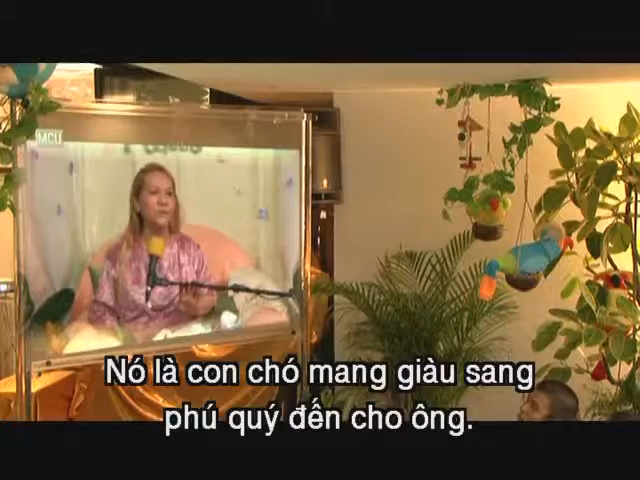 MCU
Nó là con chó mang giàu sang
phú quý đến cho ông.